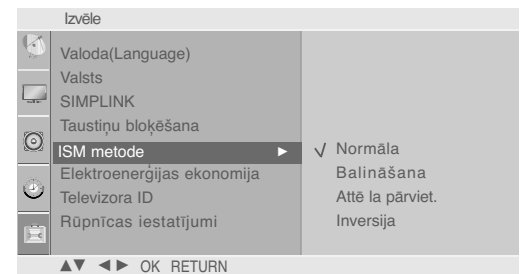 Izvēle
Valoda(Language)
Valsts
SIMPLINK
Taustiņu bloķēšana
ISM metode ►
Elektroenerģijas ekonomija
Televizora ID
Rūpnīcas iestatījumi
✓ Normāla
Balināšana
Attē la pārviet.
Inversija
▲▼ ◄► OK RETURN